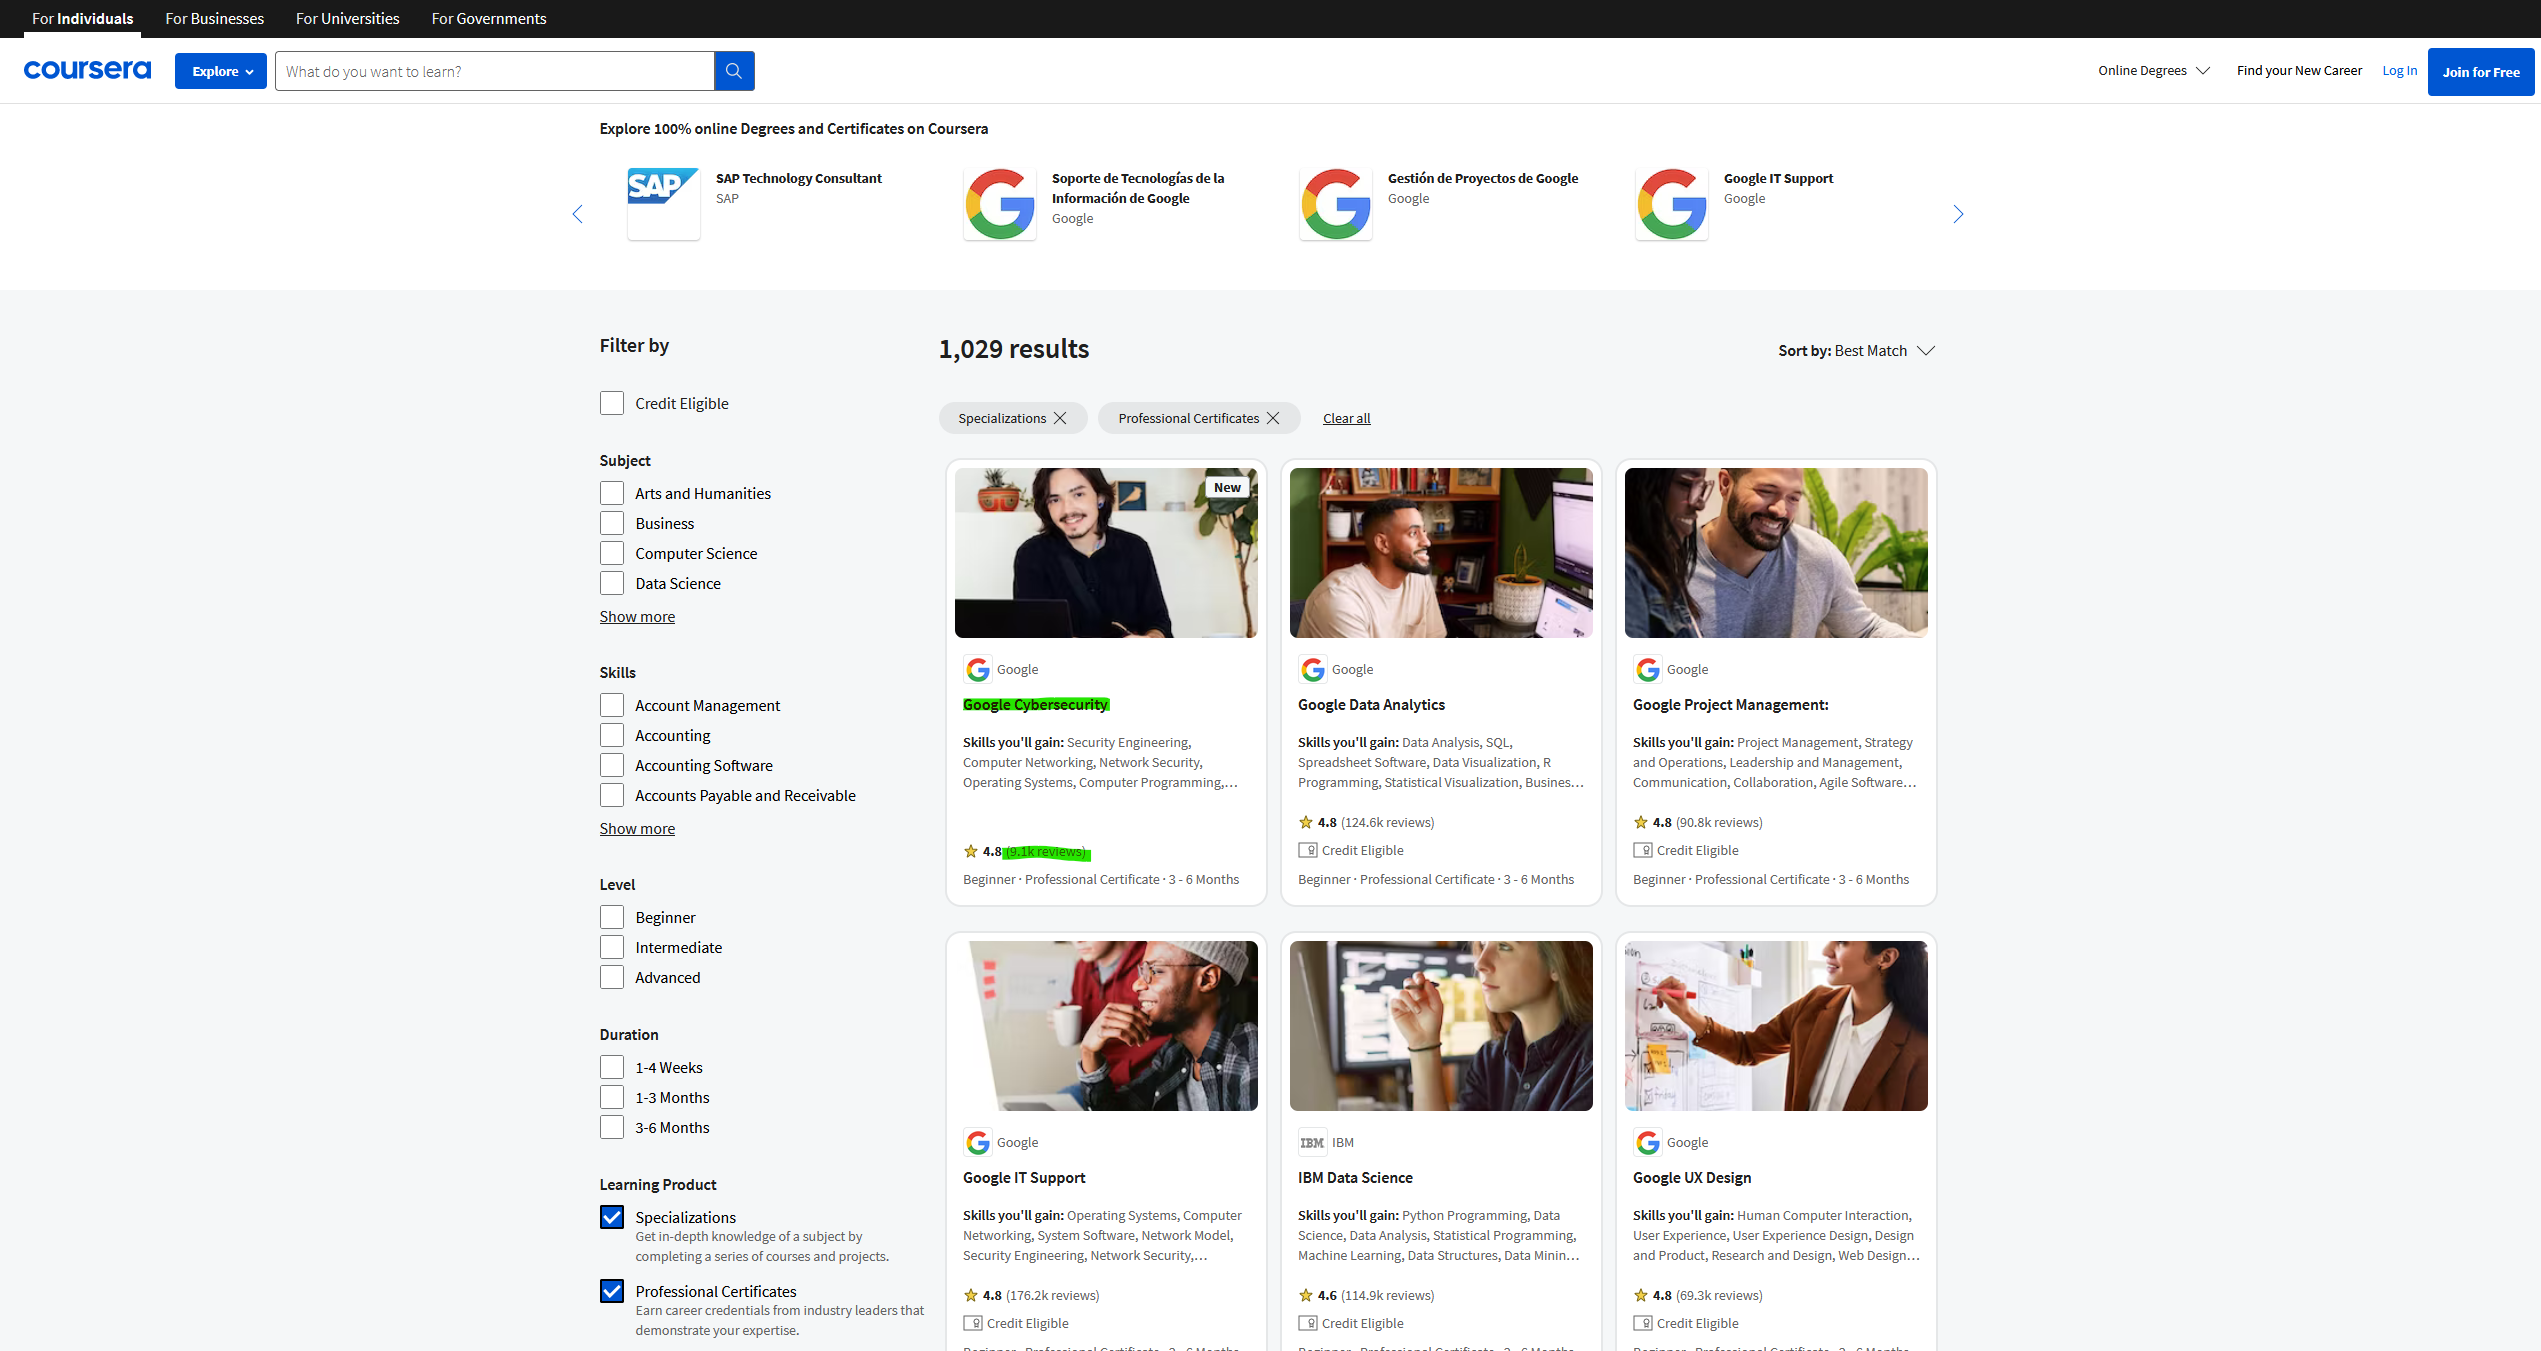 For Individuals
For Businesses
For Universities
For Governments
coursera
Explore
What do you want to learn?
Online Degrees
Find your New Career
Log In
Join for Free
Explore 100% online Degrees and Certificates on Coursera
SAP
SAP Technology Consultant
SAP
Soporte de Tecnologías de la
Información de Google
Google
Gestión de Proyectos de Google
Google
Google IT Support
Google
Filter by
Credit Eligible
Subject
Arts and Humanities
Business
Computer Science
Data Science
Show more
Skills
Account Management
Accounting
Accounting Software
Accounts Payable and Receivable
Show more
Level
Beginner
Intermediate
Advanced
Duration
1-4 Weeks
1-3 Months
3-6 Months
Learning Product
Specializations
Get in-depth knowledge of a subject by
completing a series of courses and projects.
Professional Certificates
Earn career credentials from industry leaders that
demonstrate your expertise.
1,029 results
Sort by: Best Match
Specializations
Professional Certificates
Clear all
New
Google
Google Cybersecurity
Skills you'll gain: Security Engineering,
Computer Networking, Network Security,
Operating Systems, Computer Programming,...
4.8 (9.1k reviews)
Beginner · Professional Certificate · 3 - 6 Months
Google
Google Data Analytics
Skills you'll gain: Data Analysis, SQL,
Spreadsheet Software, Data Visualization, R
Programming, Statistical Visualization, Busines...
4.8 (124.6k reviews)
Credit Eligible
Beginner · Professional Certificate · 3 - 6 Months
Google
Google Project Management:
Skills you'll gain: Project Management, Strategy
and Operations, Leadership and Management,
Communication, Collaboration, Agile Software...
4.8 (90.8k reviews)
Credit Eligible
Beginner · Professional Certificate · 3 - 6 Months
Google
Google IT Support
Skills you'll gain: Operating Systems, Computer
Networking, System Software, Network Model,
Security Engineering, Network Security,...
4.8 (176.2k reviews)
Credit Eligible
IBM
IBM
IBM Data Science
Skills you'll gain: Python Programming, Data
Science, Data Analysis, Statistical Programming,
Machine Learning, Data Structures, Data Minin...
4.6 (114.9k reviews)
Credit Eligible
Google
Google UX Design
Skills you'll gain: Human Computer Interaction,
User Experience, User Experience Design, Design
and Product, Research and Design, Web Design...
4.8 (69.3k reviews)
Credit Eligible